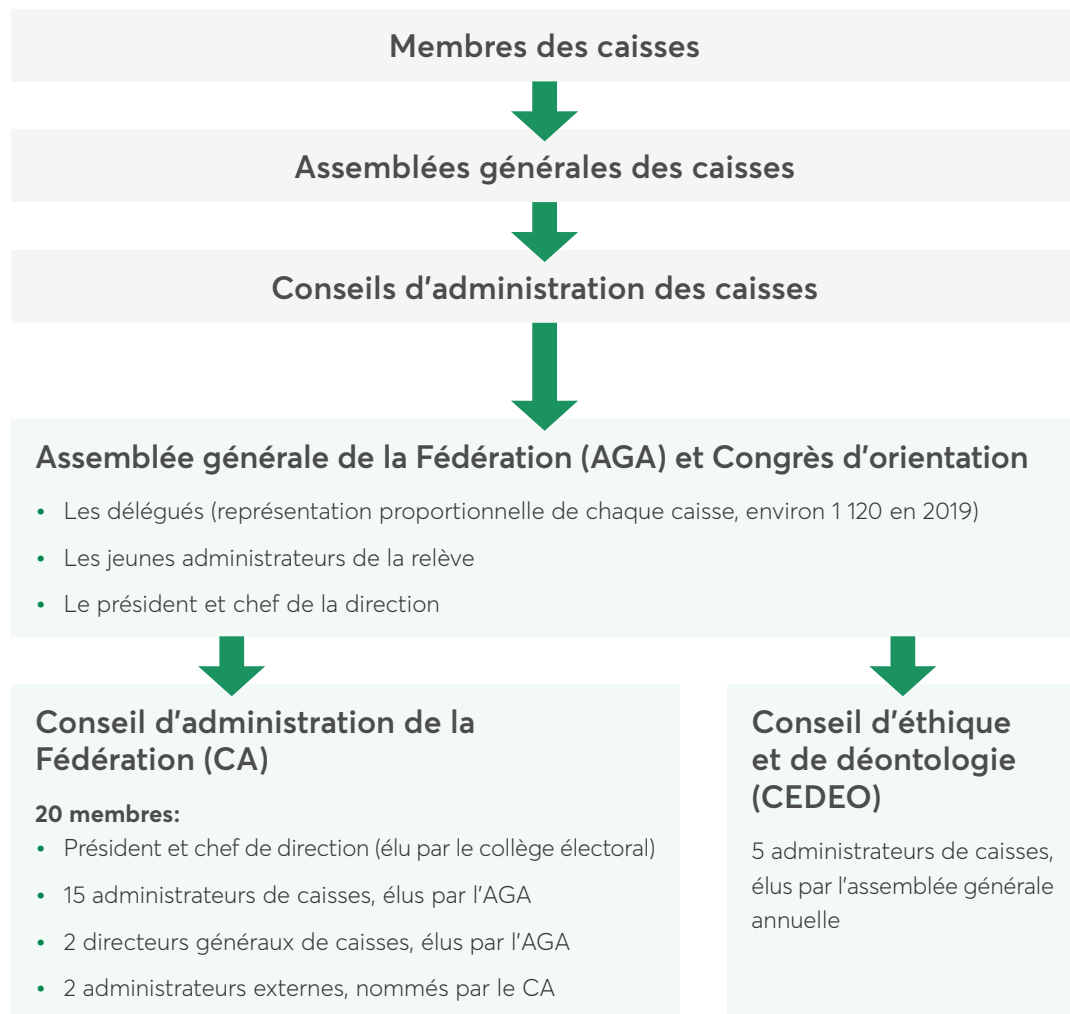 Membres des caisses
Assemblées générales des caisses
Conseils d'administration des caisses
Assemblée générale de la Fédération (AGA) et Congrès d'orientation
• Les délégués (représentation proportionnelle de chaque caisse, environ 1 120 en 2019)
• Les jeunes administrateurs de la relève
• Le président et chef de la direction
Conseil d'administration de la
Fédération (CA)
20 membres:
• Président et chef de direction (élu par le collège électoral)
• 15 administrateurs de caisses, élus par l'AGA
• 2 directeurs généraux de caisses, élus par l'AGA
• 2 administrateurs externes, nommés par le CA
Conseil d'éthique
et de déontologie
(CEDEO)
5 administrateurs de caisses,
élus par l'assemblée générale
annuelle